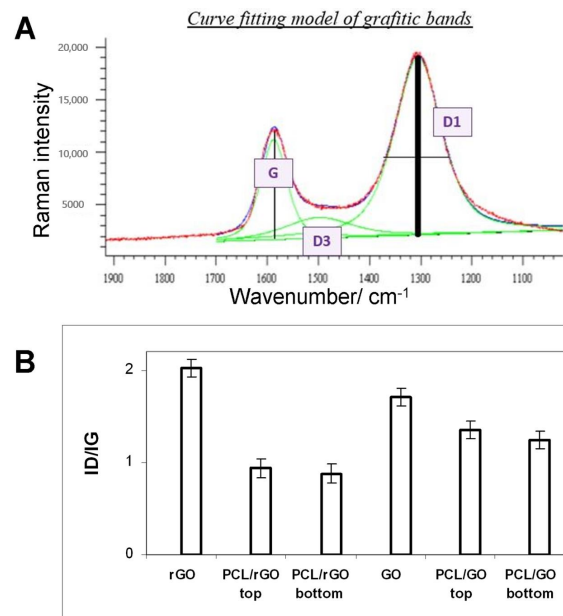 A
Curve fitting model of grafitic bands
20,000
15,000
10,000
5000
Raman intensity
D1
G
D3
1900 1800 1700 1600 1500 1400 1300 1200 1100
Wavenumber/ cm-1
B
2
1
0
ID/IG
rGO PCL/rGO PCL/rGO GO PCL/GO PCL/GO
top bottom top bottom